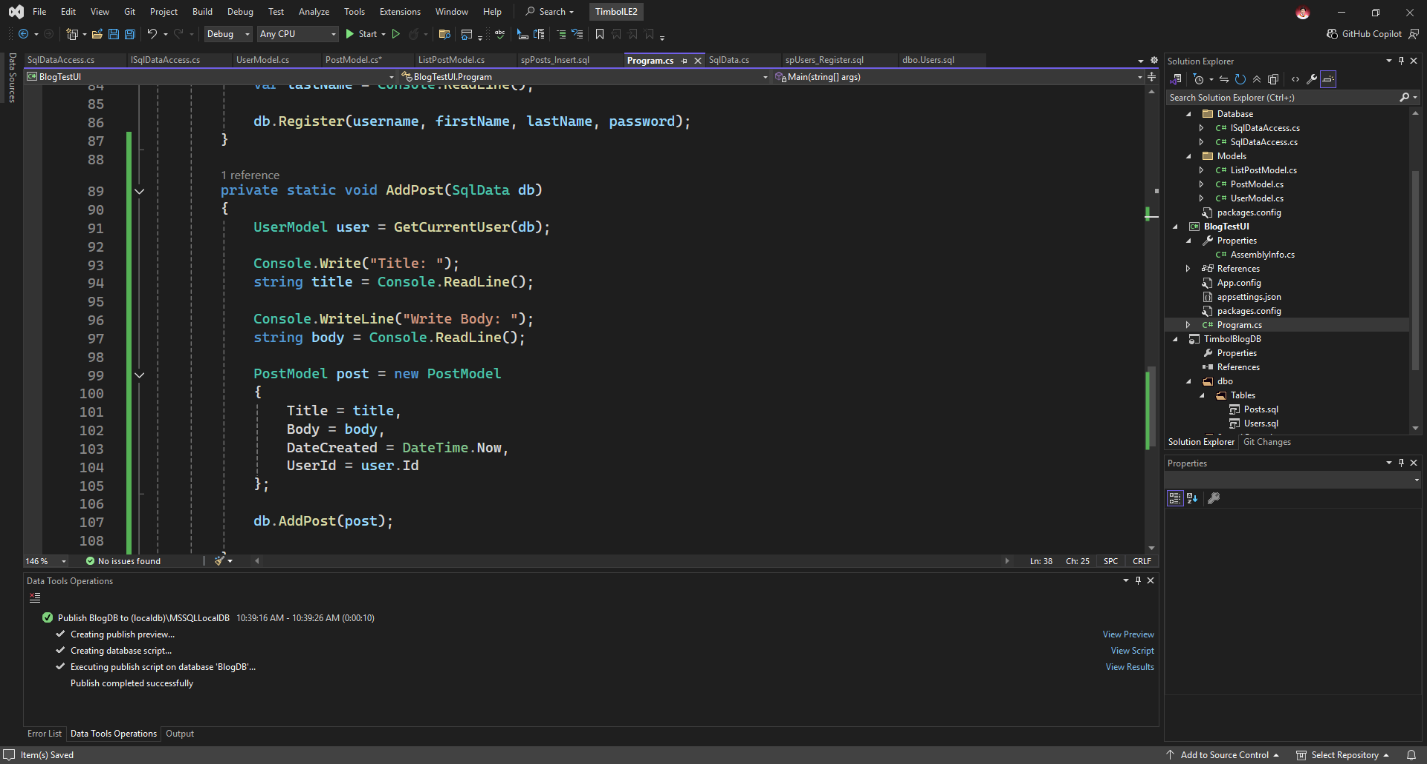 File Edit View Git Project Build Debug Test Analyze Tools Extensions Window Help Search TimbolILE2
Debug Any CPU Start GitHub Copilot
Data Sources
SqlDataAccess.cs ISqlDataAccess.cs UserModel.cs PostModel.cs* ListPostModel.cs spPosts_Insert.sql Program.cs SqlData.cs spUsers_Register.sql dbo.Users.sql
BlogTestUI BlogTestUI.Program Main(string[] args)
84 var lastName = Console.ReadLine();
85
86 db.Register(username, firstName, lastName, password);
87 }
88
1 reference
89 private static void AddPost(SqlData db)
90 {
91 UserModel user = GetCurrentUser(db);
92
93 Console.Write("Title: ");
94 string title = Console.ReadLine();
95
96 Console.WriteLine("Write Body: ");
97 string body = Console.ReadLine();
98
99 PostModel post = new PostModel
100 {
101 Title = title,
102 Body = body,
103 DateCreated = DateTime.Now,
104 UserId = user.Id
105 };
106
107 db.AddPost(post);
108
}
146 % No issues found Ln: 38 Ch: 25 SPC CRLF
Data Tools Operations
Publish BlogDB to (localdb)\MSSQLLocalDB 10:39:16 AM - 10:39:26 AM (0:00:10)
Creating publish preview... View Preview
Creating database script... View Script
Executing publish script on database 'BlogDB'... View Results
Publish completed successfully
Error List Data Tools Operations Output
Solution Explorer
Search Solution Explorer (Ctrl+;)
Database
C# ISqlDataAccess.cs
C# SqlDataAccess.cs
Models
C# ListPostModel.cs
C# PostModel.cs
C# UserModel.cs
packages.config
BlogTestUI
Properties
AssemblyInfo.cs
References
App.config
appsettings.json
packages.config
C# Program.cs
TimbolBlogDB
Properties
References
dbo
Tables
Posts.sql
Users.sql
Solution Explorer Git Changes
Properties
Item(s) Saved Add to Source Control Select Repository